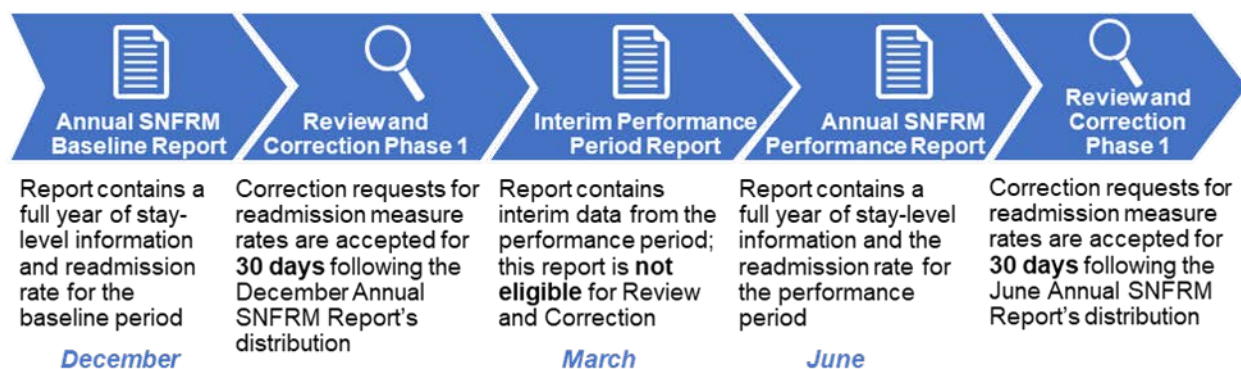 Annual SNFRM
Baseline Report
Review and
Correction Phase 1
Interim Performance
Period Report
Annual SNFRM
Performance Report
Review and
Correction
Phase 1
Report contains a
full year of stay-
level information
and readmission
rate for the
baseline period
December
Correction requests for
readmission measure
rates are accepted for
30 days following the
December Annual
SNFRM Report's
distribution
Report contains
interim data from the
performance period;
this report is not
eligible for Review
and Correction
March
Report contains a
full year of stay-level
information and the
readmission rate for
the performance
period
June
Correction requests for
readmission measure
rates are accepted for
30 days following the
June Annual SNFRM
Report's distribution